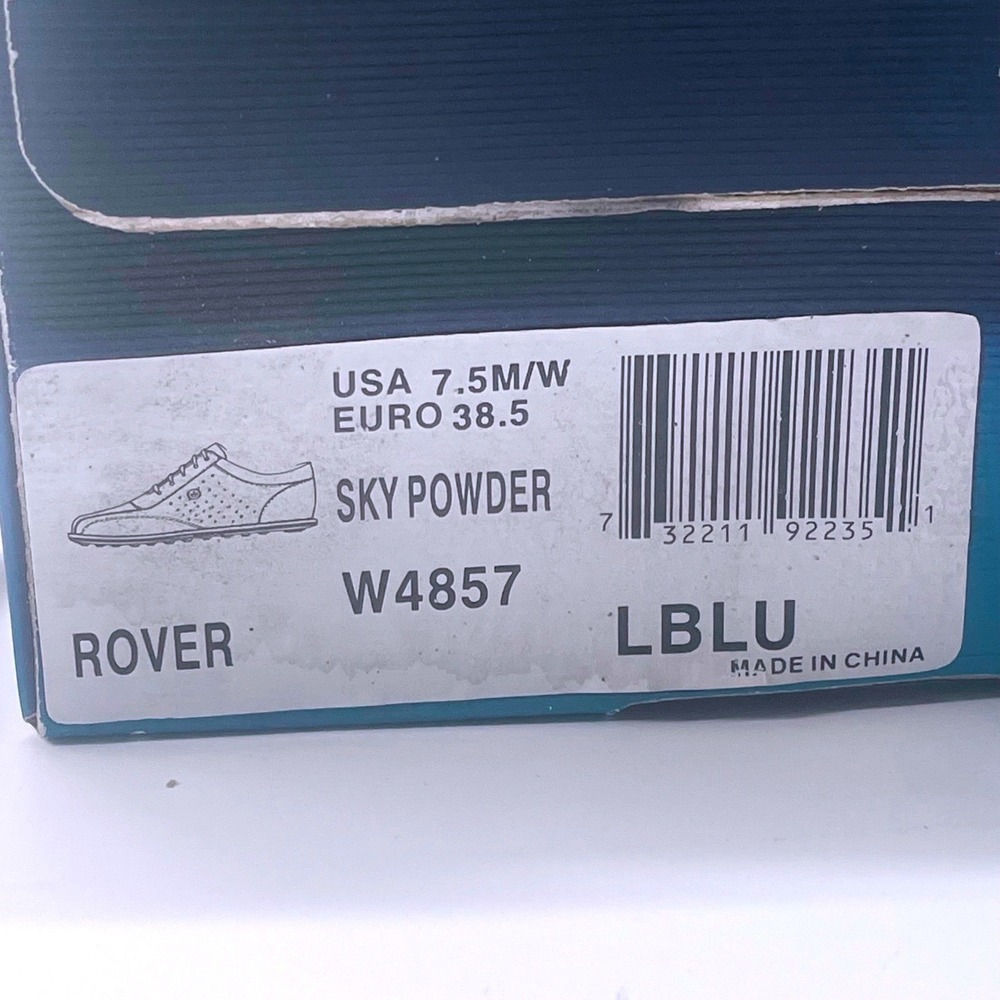 USA 7.5M/W
EURO 38.5
SKY POWDER
W4857
ROVER
7 32211 92235 1
LBLU
MADE IN CHINA